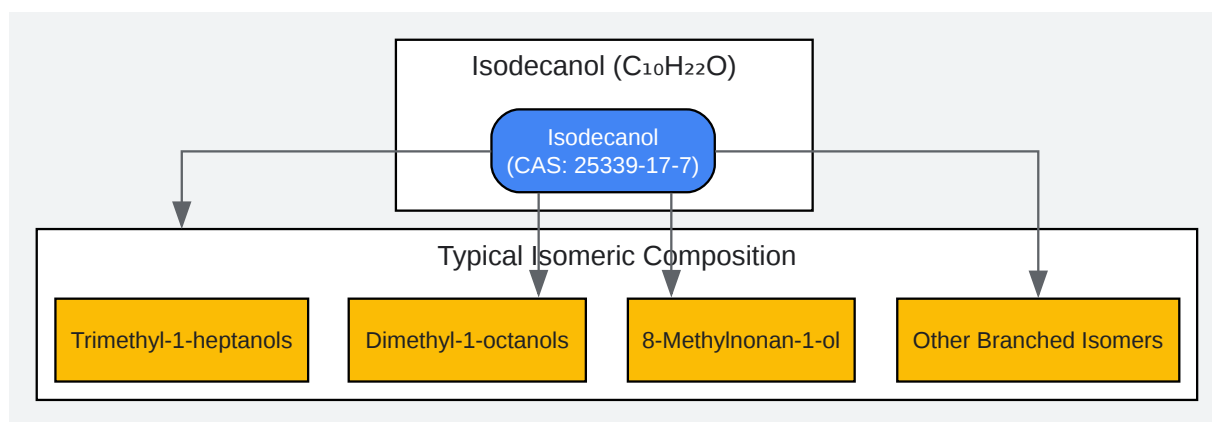 Isodecanol (C₁₀H₂₂O)
Isodecanol
(CAS: 25339-17-7)
Typical Isomeric Composition
Trimethyl-1-heptanols
Dimethyl-1-octanols
8-Methylnonan-1-ol
Other Branched Isomers